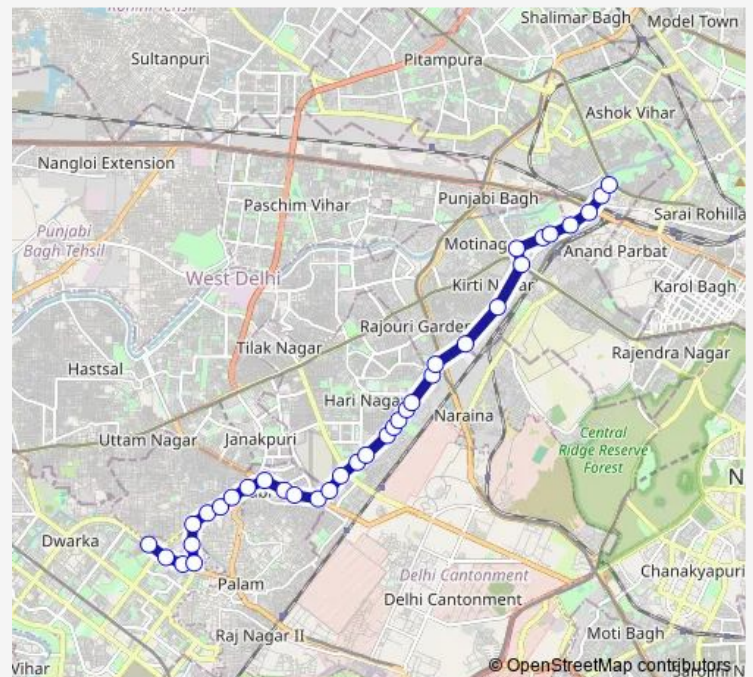 Shalimar Bagh
Model Town
Sultanpuri
Pitampura
Ashok Vihar
Nangloi Extension
Paschim Vihar
Punjabi Bagh
Sarai Rohilla
Punjabi
Bagh Tehsil
Motinag
Anand Parbat
West Delhi
Kirti N
ar
Karol Bagh
Rajouri Garden
Tilak Nagar
Rajendra Nagar
Hastsal
Hari Naga
Naraina
Central
Ridge Reserve
Forest
Uttam Nagar
Janakpuri
N
Dwarka
Palam
Delhi Cantonment
Delhi Cantonment
Chanakyapuri
Raj Nagar II
Moti Bagh
Vihar
© OpenStreetMap contributors